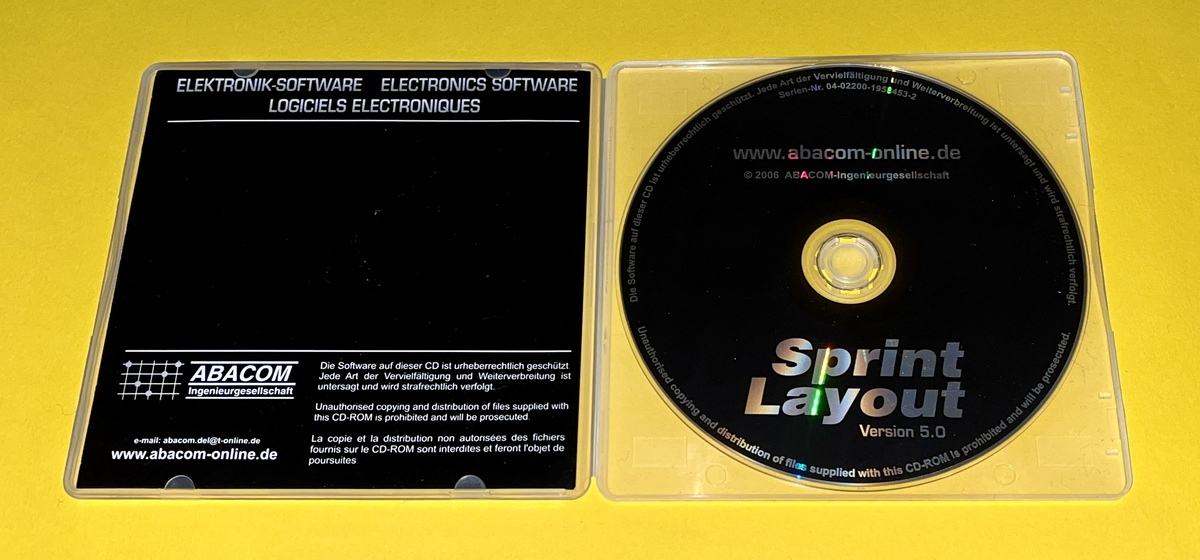 ELEKTRONIK-SOFTWARE ELECTRONICS SOFTWARE
LOGICIELS ELECTRONIQUES
ABACOM
Ingenieurgesellschaft
e-mail: abacom.del@t-online.de
www.abacom-online.de
Die Software auf dieser CD ist urheberrechtlich geschützt.
Jede Art der Vervielfältigung und Weiterverbreitung ist
untersagt und wird strafrechtlich verfolgt.
Unauthorised copying and distribution of files supplied with
this CD-ROM is prohibited and will be prosecuted.
La copie et la distribution non autorisées des fichiers
fournis sur le CD-ROM sont interdites et feront l'objet de
poursuites
Die Software auf dieser CD ist urheberrechtlich geschützt. Jede Art der Vervielfältigung und Weiterverbreitung ist untersagt und wird strafrechtlich verfolgt.
Serien-Nr. 04-02200-1958453-2
www.abacom-online.de
© 2006 ABACOM-Ingenieurgesellschaft
Sprint
Layout
Version 5.0
Unauthorised copying and distribution of files supplied with this CD-ROM is prohibited and will be prosecuted.